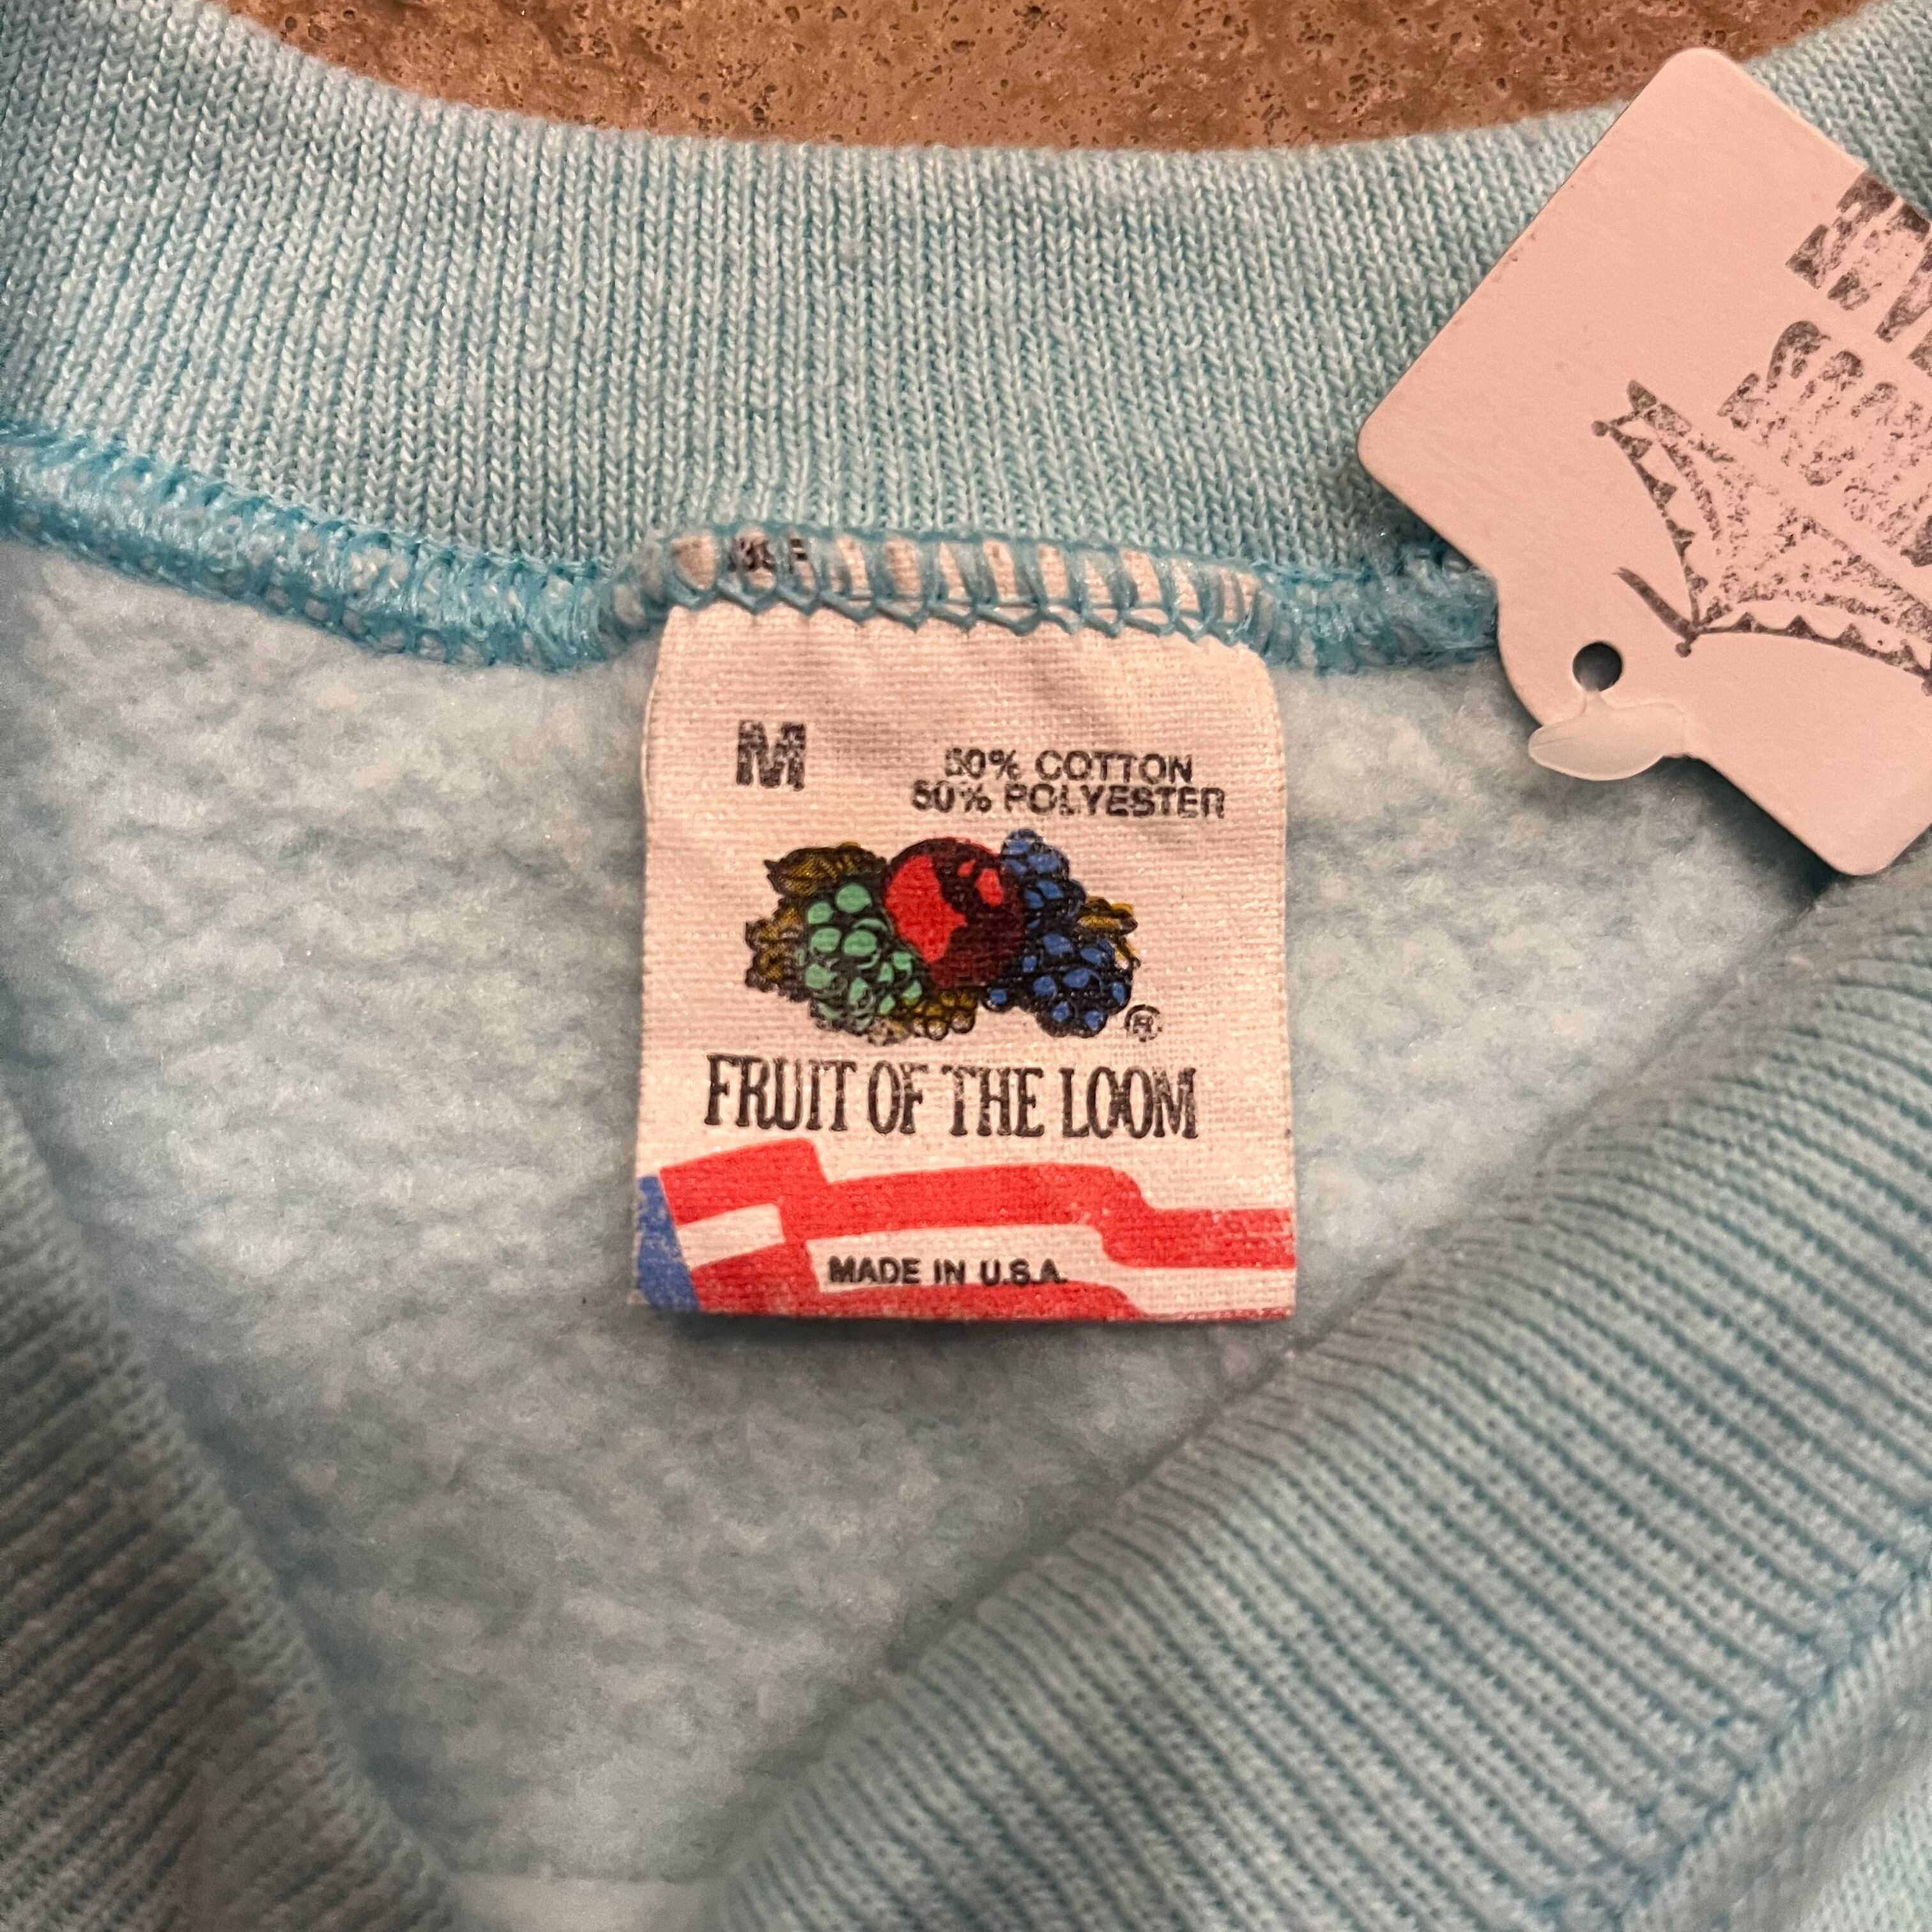 M
50% COTTON
50% POLYESTER
®
FRUIT OF THE LOOM
MADE IN U.S.A.